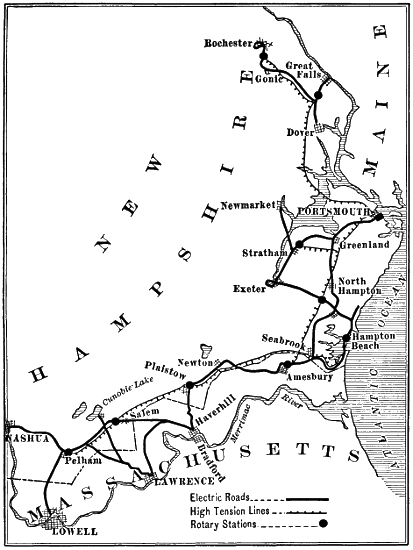 Rochester
Gonic
Great
Falls
Dover
MAINE
NEW
HAMPSHIRE
Newmarket
PORTSMOUTH
Greenland
Stratham
Exeter
North
Hampton
Hampton
Beach
Seabrook
Amesbury
ATLANTIC OCEAN
Newton
Plaistow
Cunobie Lake
Salem
Haverhill
Bradford
Merrimac
River
NASHUA
Pelham
LAWRENCE
LOWELL
MASSACHUSETTS
Electric Roads
High Tension Lines
Rotary Stations